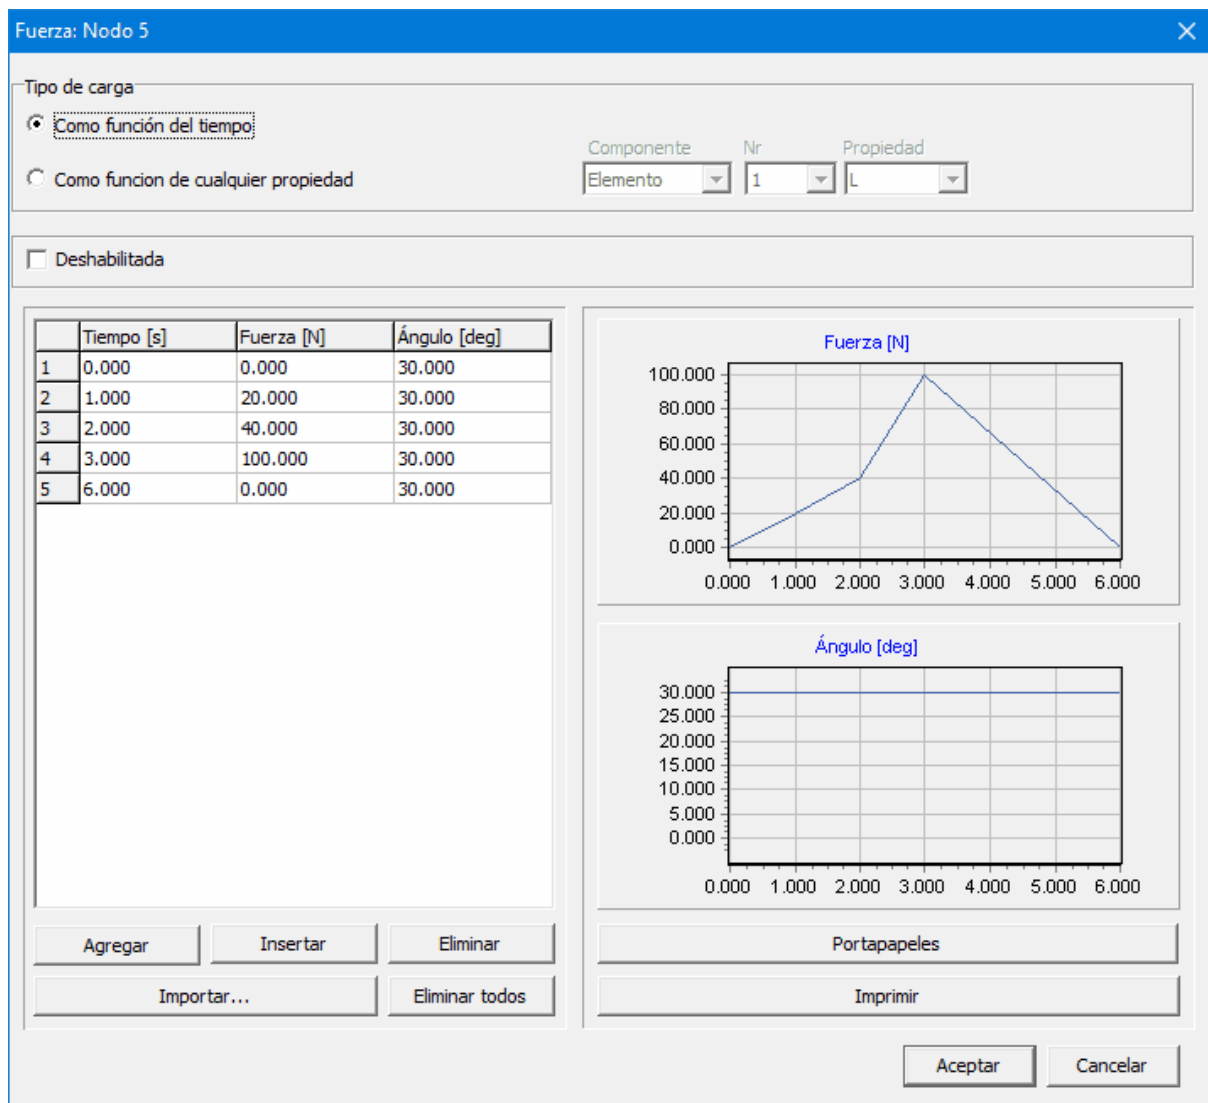 Fuerza: Nodo 5
Tipo de carga
Como función del tiempo
Componente Nr Propiedad
Como funcion de cualquier propiedad Elemento 1 L
Deshabilitada
Tiempo [s] Fuerza [N] Ángulo [deg]
1 0.000 0.000 30.000
2 1.000 20.000 30.000
3 2.000 40.000 30.000
4 3.000 100.000 30.000
5 6.000 0.000 30.000
Fuerza [N]
100.000
80.000
60.000
40.000
20.000
0.000
0.000 1.000 2.000 3.000 4.000 5.000 6.000
Ángulo [deg]
30.000
25.000
20.000
15.000
10.000
5.000
0.000
0.000 1.000 2.000 3.000 4.000 5.000 6.000
Agregar Insertar Eliminar
Importar... Eliminar todos
Portapapeles
Imprimir
Aceptar Cancelar